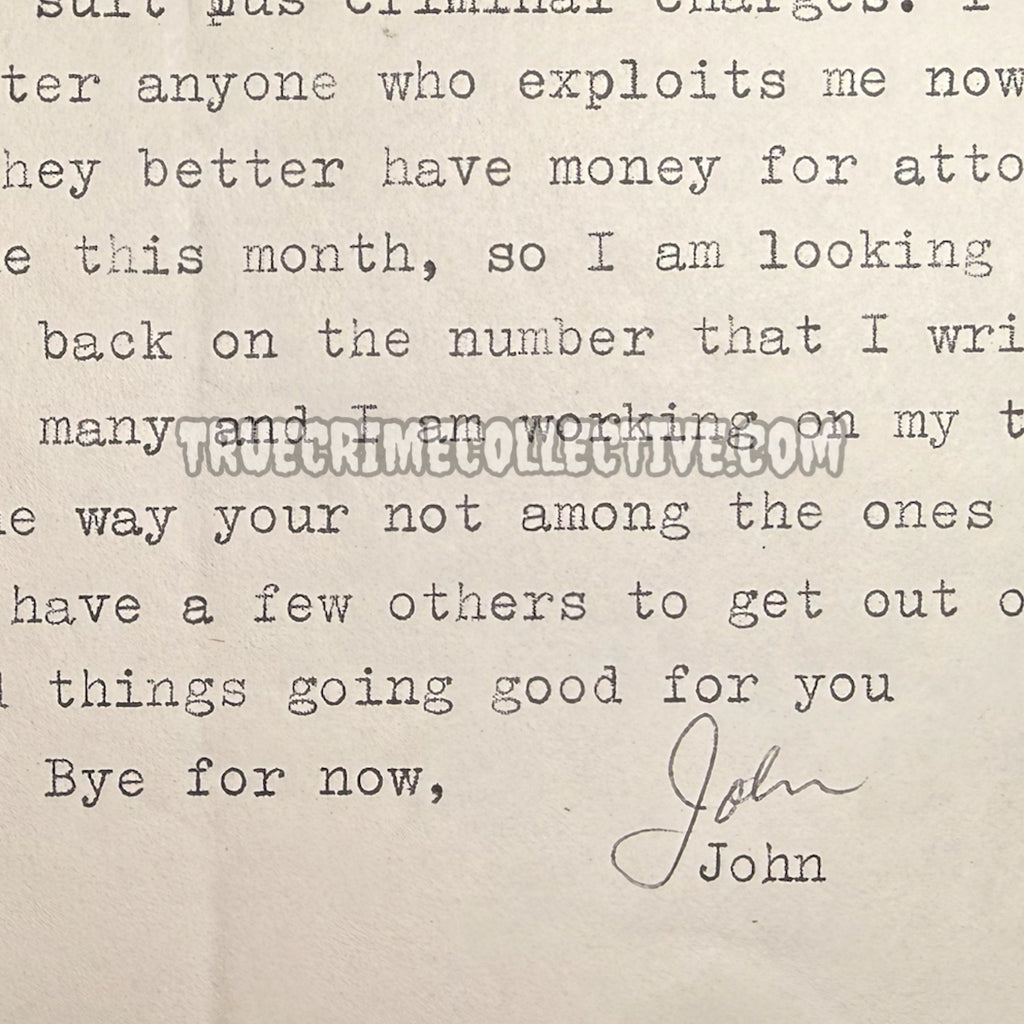 suit pus criminal charges. I
ter anyone who exploits me now
hey better have money for atto
e this month, so I am looking
back on the number that I wri
many and I am working on my t
TRUECRIMECOLLECTIVE.COM
e way your not among the ones
have a few others to get out o
d things going good for you
Bye for now,
John
John